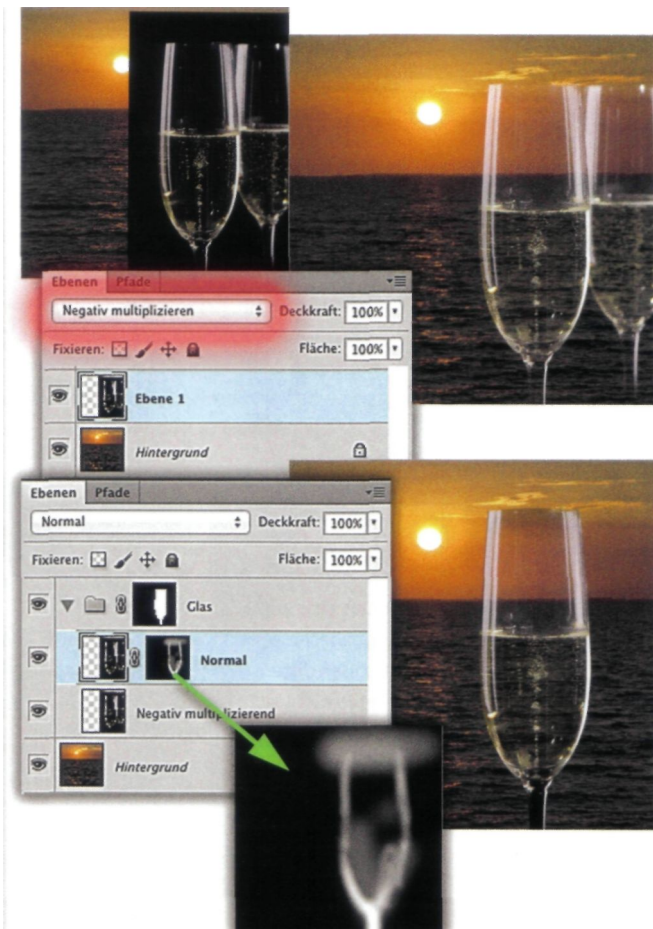 Ebenen Pfade
Negativ multiplizieren Deckkraft: 100%
Fixieren: Fläche: 100%
Ebene 1
Hintergrund
Ebenen Pfade
Normal Deckkraft: 100%
Fixieren: Fläche: 100%
Glas
Normal
Negativ multiplizierend
Hintergrund